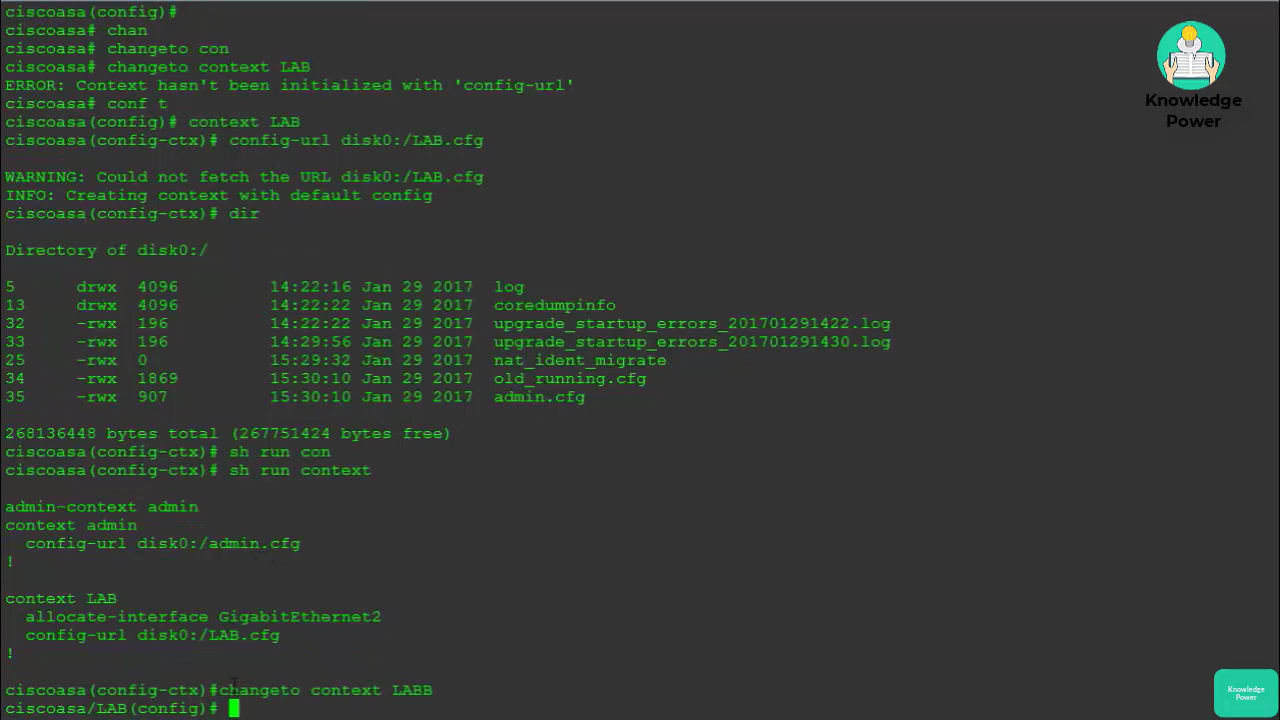 ciscoasa(config)#
ciscoasa# chan
ciscoasa# changeto con
ciscoasa# changeto context LAB
ERROR: Context hasn't been initialized with 'config-url'
ciscoasa# conf t
ciscoasa(config)# context LAB
ciscoasa(config-ctx)# config-url disk0:/LAB.cfg
WARNING: Could not fetch the URL disk0:/LAB.cfg
INFO: Creating context with default config
ciscoasa(config-ctx)# dir
Directory of disk0:/
5      drwx  4096         14:22:16 Jan 29 2017  log
13     drwx  4096         14:22:22 Jan 29 2017  coredumpinfo
32     -rwx  196          14:22:22 Jan 29 2017  upgrade_startup_errors_201701291422.log
33     -rwx  196          14:29:56 Jan 29 2017  upgrade_startup_errors_201701291430.log
25     -rwx  0            15:29:32 Jan 29 2017  nat_ident_migrate
34     -rwx  1869         15:30:10 Jan 29 2017  old_running.cfg
35     -rwx  907          15:30:10 Jan 29 2017  admin.cfg
268136448 bytes total (267751424 bytes free)
ciscoasa(config-ctx)# sh run con
ciscoasa(config-ctx)# sh run context
admin-context admin
context admin
  config-url disk0:/admin.cfg
!
context LAB
  allocate-interface GigabitEthernet2
  config-url disk0:/LAB.cfg
!
ciscoasa(config-ctx)#changeto context LABB
ciscoasa/LAB(config)#
Knowledge
Power
Knowledge
Power